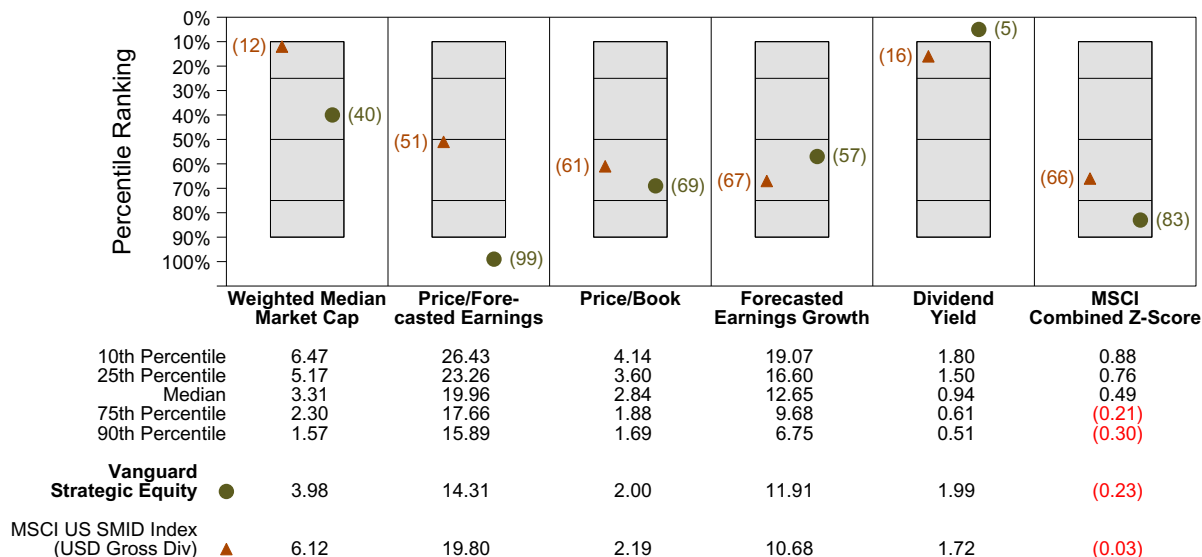 Percentile Ranking
0%
10%
20%
30%
40%
50%
60%
70%
80%
90%
100%
(12)
(40)
(51)
(99)
(61)
(69)
(67)
(57)
(16)
(5)
(66)
(83)
Weighted Median
Market Cap
Price/Fore-
casted Earnings
Price/Book
Forecasted
Earnings Growth
Dividend
Yield
MSCI
Combined Z-Score
10th Percentile 6.47 26.43 4.14 19.07 1.80 0.88
25th Percentile 5.17 23.26 3.60 16.60 1.50 0.76
Median 3.31 19.96 2.84 12.65 0.94 0.49
75th Percentile 2.30 17.66 1.88 9.68 0.61 (0.21)
90th Percentile 1.57 15.89 1.69 6.75 0.51 (0.30)
Vanguard
Strategic Equity 3.98 14.31 2.00 11.91 1.99 (0.23)
MSCI US SMID Index
(USD Gross Div) 6.12 19.80 2.19 10.68 1.72 (0.03)